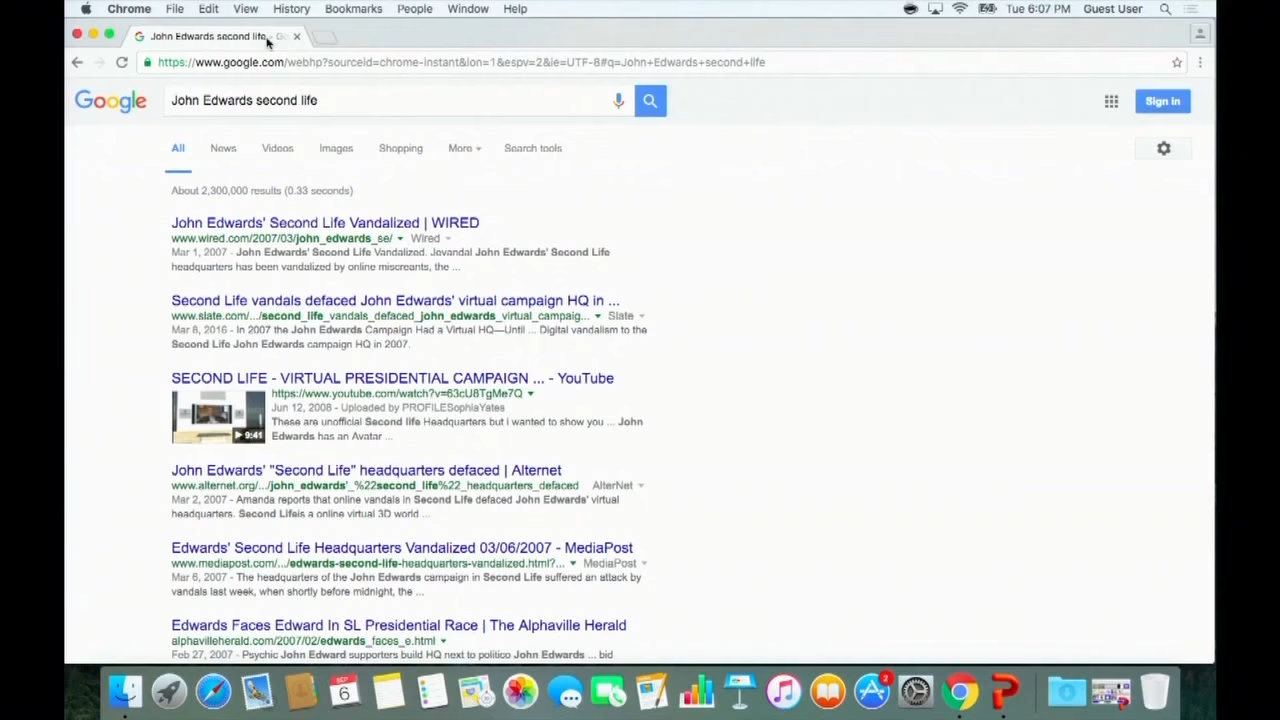 Chrome File Edit View History Bookmarks People Window Help Tue 6:07 PM Guest User
John Edwards second life - Go
https://www.google.com/webhp?sourceid=chrome-instant&ion=1&espv=2&ie=UTF-8#q=John+Edwards+second+life
Google John Edwards second life Sign in
All News Videos Images Shopping More Search tools
About 2,300,000 results (0.33 seconds)
John Edwards' Second Life Vandalized | WIRED
www.wired.com/2007/03/john_edwards_se/ Wired
Mar 1, 2007 - John Edwards' Second Life Vandalized. Jevandal John Edwards' Second Life
headquarters has been vandalized by online miscreants, the ...
Second Life vandals defaced John Edwards' virtual campaign HQ in ...
www.slate.com/.../second_life_vandals_defaced_john_edwards_virtual_campaig... Slate
Mar 8, 2016 - In 2007 the John Edwards Campaign Had a Virtual HQ—Until ... Digital vandalism to the
Second Life John Edwards campaign HQ in 2007.
SECOND LIFE - VIRTUAL PRESIDENTIAL CAMPAIGN ... - YouTube
https://www.youtube.com/watch?v=63cU8TgMe7Q
Jun 12, 2008 - Uploaded by PROFILESophiaYates
These are unofficial Second life Headquarters but i wanted to show you ... John
Edwards has an Avatar ...
9:41
John Edwards' "Second Life" headquarters defaced | Alternet
www.alternet.org/.../john_edwards'_%22second_life%22_headquarters_defaced AlterNet
Mar 2, 2007 - Amanda reports that online vandals in Second Life defaced John Edwards' virtual
headquarters. Second Lifeis a online virtual 3D world ...
Edwards' Second Life Headquarters Vandalized 03/06/2007 - MediaPost
www.mediapost.com/.../edwards-second-life-headquarters-vandalized.html?... MediaPost
Mar 6, 2007 - The headquarters of the John Edwards campaign in Second Life suffered an attack by
vandals last week, when shortly before midnight, the ...
Edwards Faces Edward In SL Presidential Race | The Alphaville Herald
alphavilleherald.com/2007/02/edwards_faces_e.html
Feb 27, 2007 - Psychic John Edward supporters build HQ next to politico John Edwards ... bid
SEP
6
2